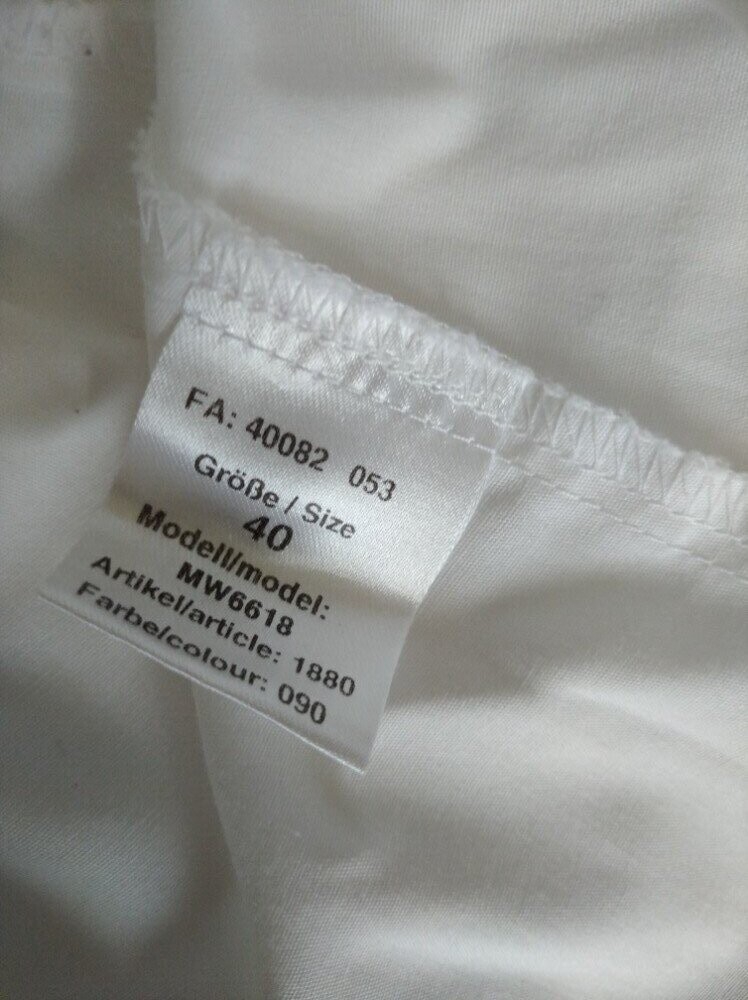 FA: 40082 053
Größe / Size
40
Modell/model:
MW6618
Artikel/article: 1880
Farbe/colour: 090